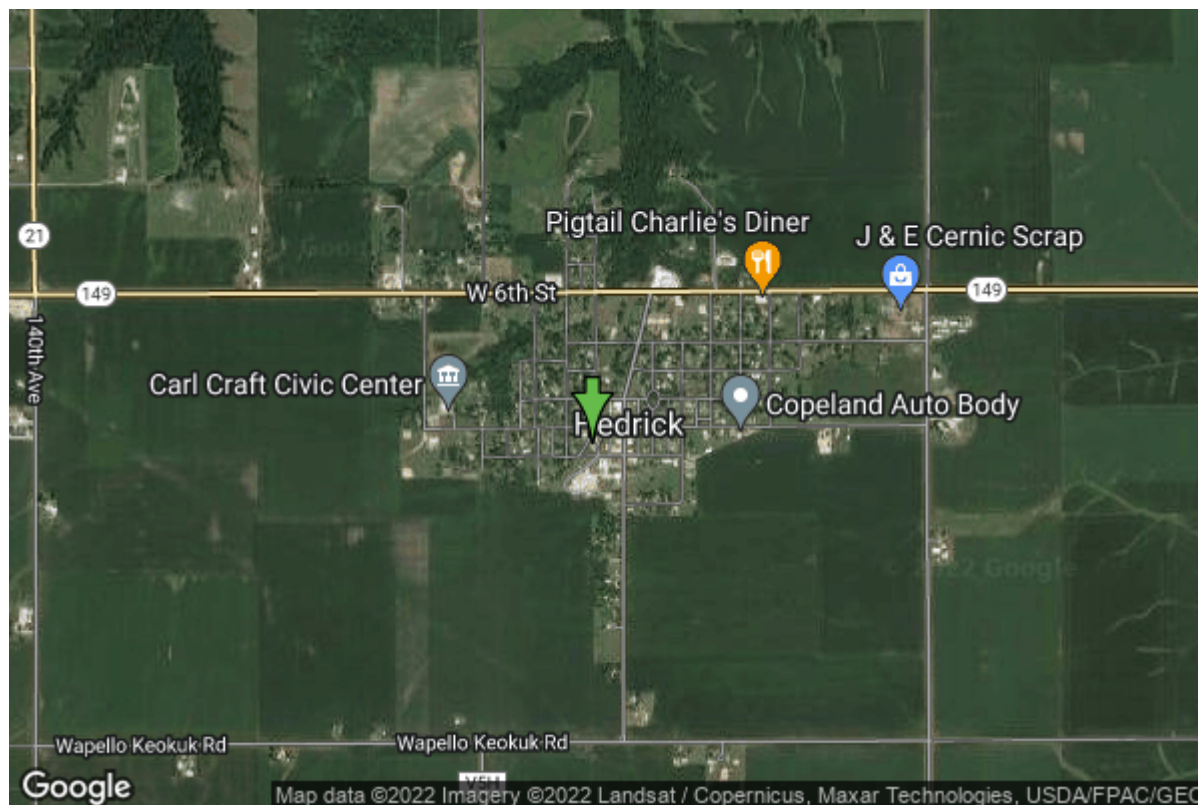 Pigtail Charlie's Diner
J & E Cernic Scrap
21
149
W 6th St
149
140th Ave
Carl Craft Civic Center
Copeland Auto Body
Hedrick
© 2022 Google
Wapello Keokuk Rd
Wapello Keokuk Rd
Google
Map data ©2022 Imagery ©2022 Landsat / Copernicus, Maxar Technologies, USDA/FPAC/GEO